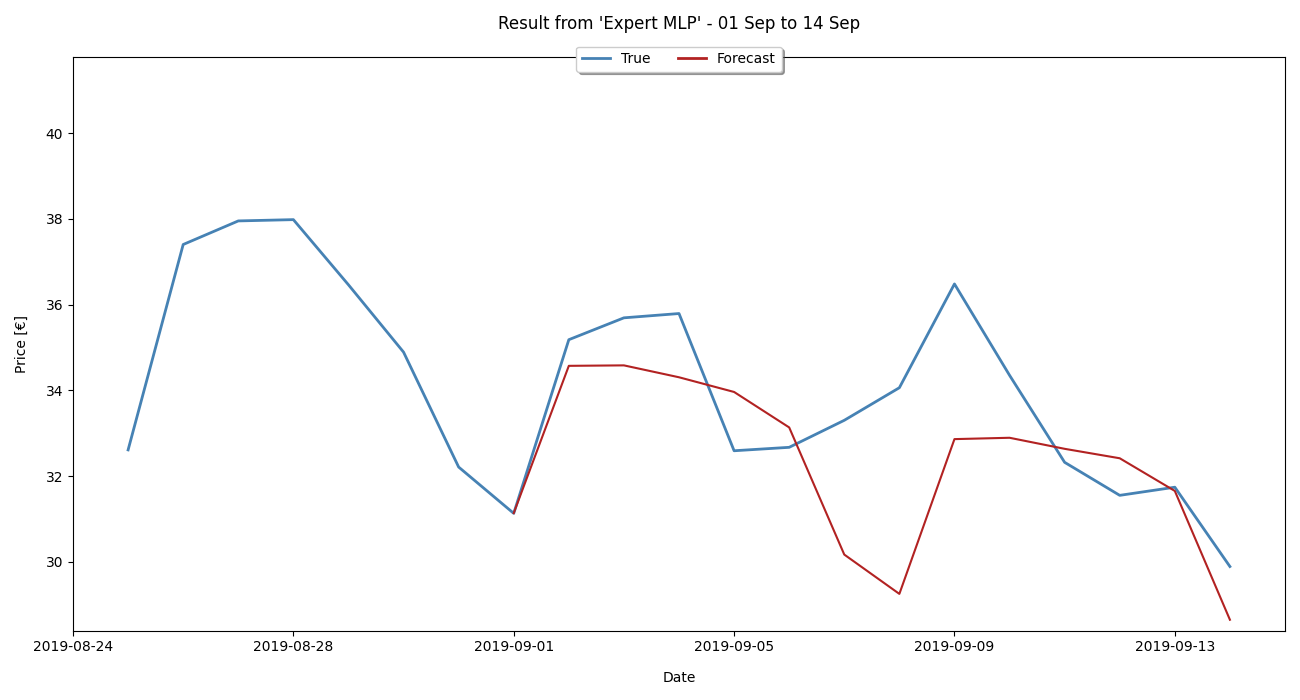 Result from 'Expert MLP' - 01 Sep to 14 Sep
True Forecast
Price [€]
40
38
36
34
32
30
2019-08-24 2019-08-28 2019-09-01 2019-09-05 2019-09-09 2019-09-13
Date